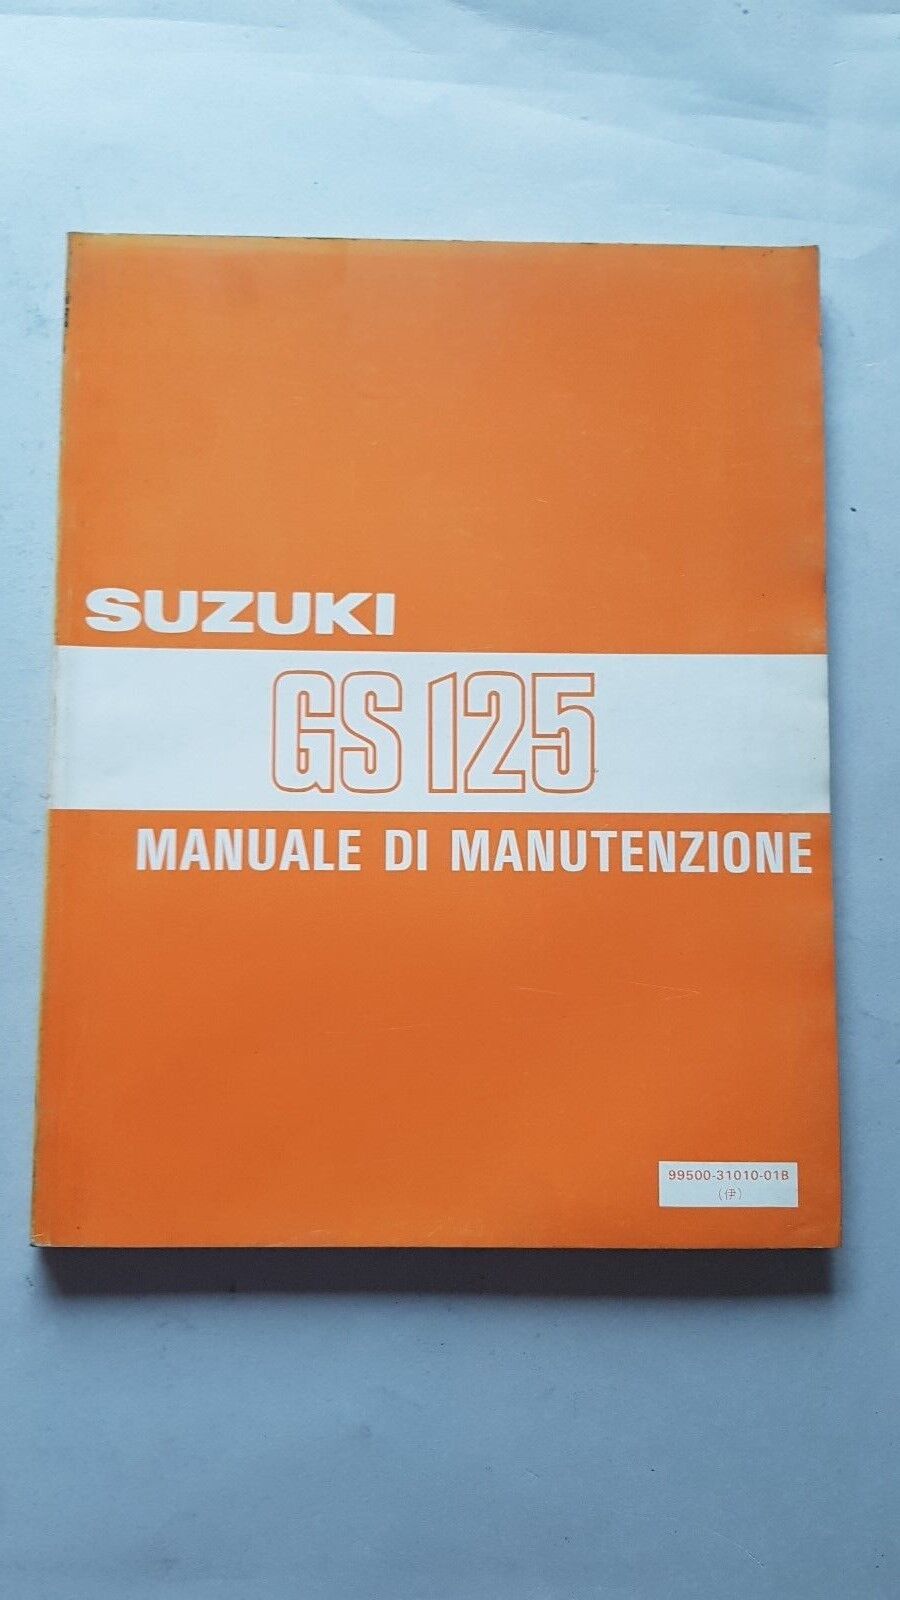 SUZUKI
GS 125
MANUALE DI MANUTENZIONE
99500-31010-01B
(伊)